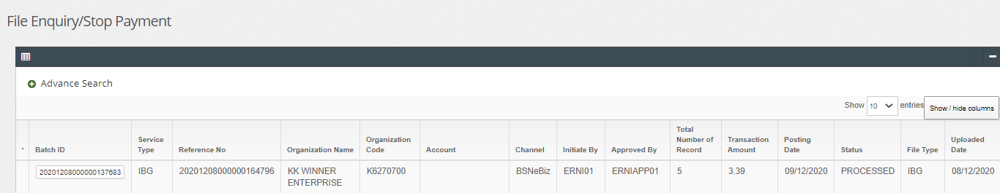 File Enquiry/Stop Payment
Advance Search
Show 10 entries Show / hide columns
. Batch ID Service Type Reference No Organization Name Organization Code Account Channel Initiate By Approved By Total Number of Record Transaction Amount Posting Date Status File Type Uploaded Date
20201208000000137683 IBG 20201208000000164796 KK WINNER ENTERPRISE K6270700 BSNeBiz ERNI01 ERNIAPP01 5 3.39 09/12/2020 PROCESSED IBG 08/12/2020